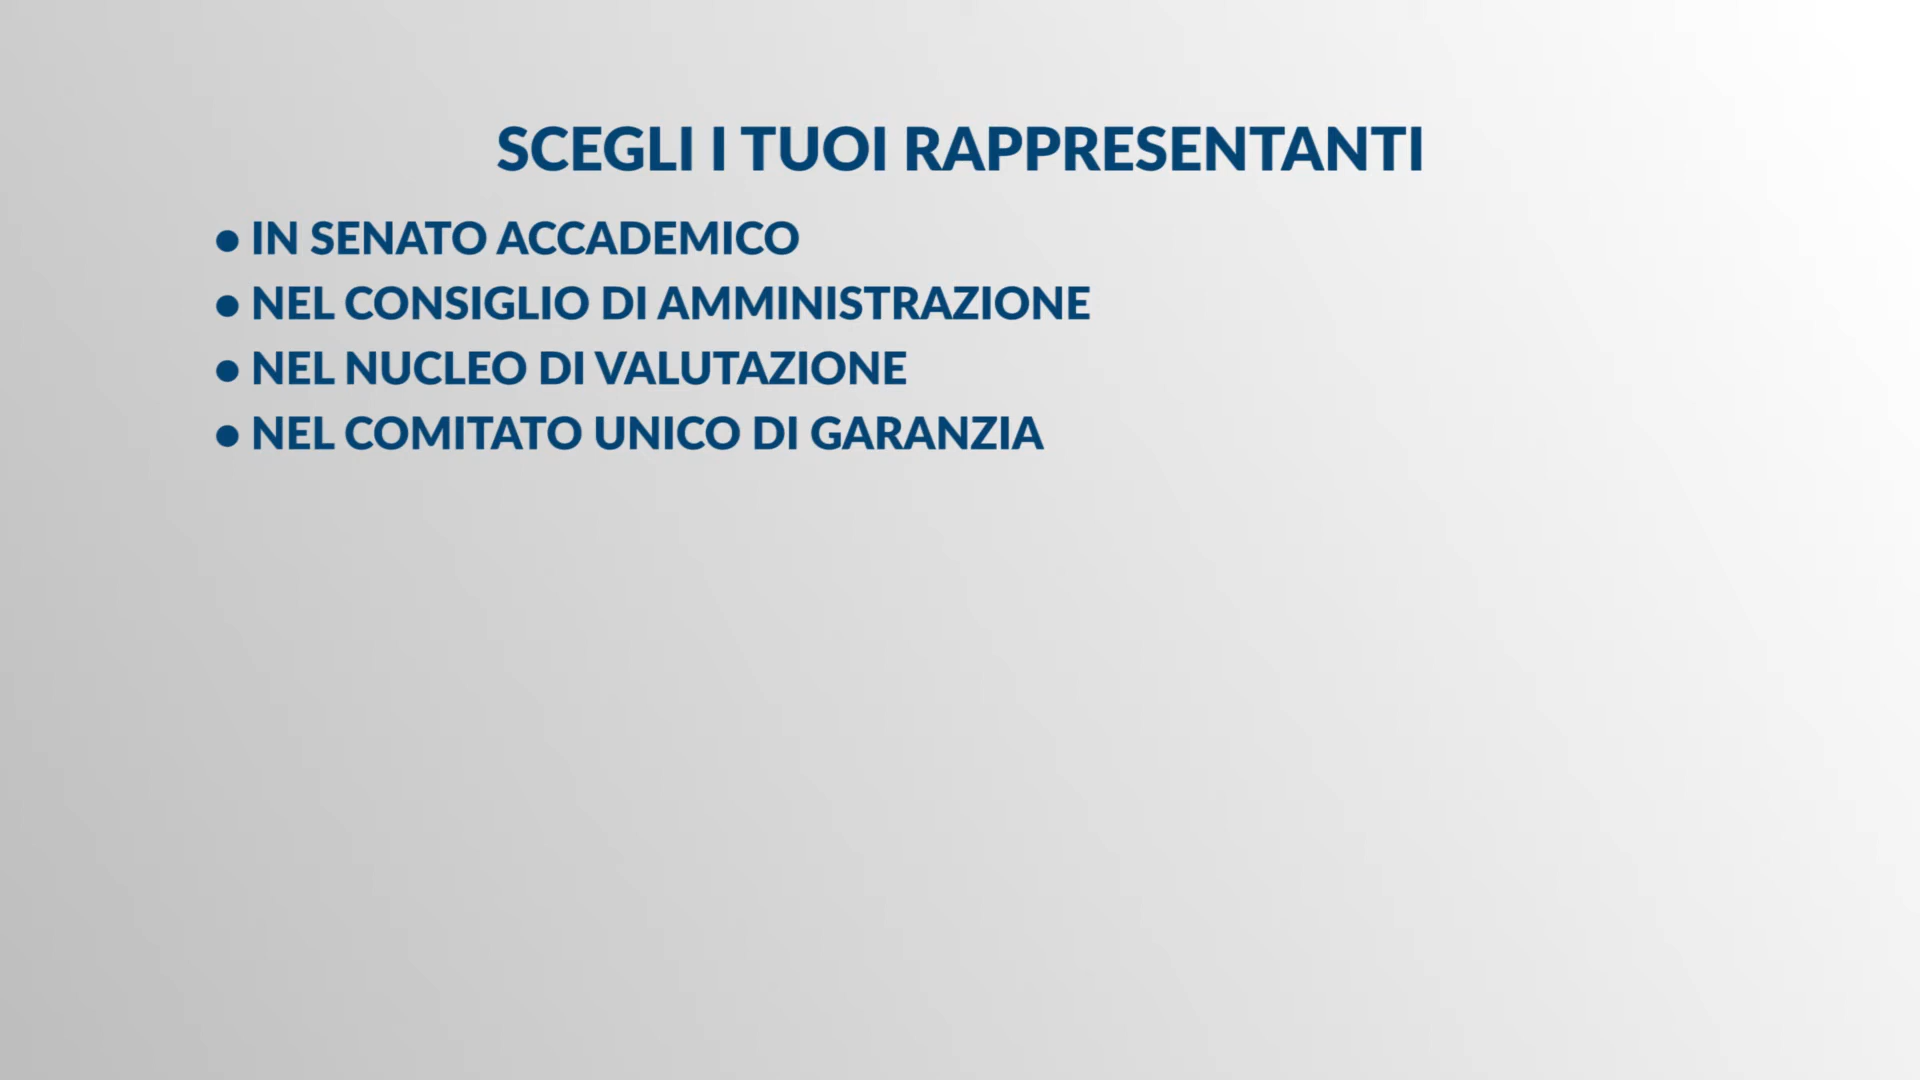 SCEGLI I TUOI RAPPRESENTANTI
● IN SENATO ACCADEMICO
● NEL CONSIGLIO DI AMMINISTRAZIONE
● NEL NUCLEO DI VALUTAZIONE
● NEL COMITATO UNICO DI GARANZIA